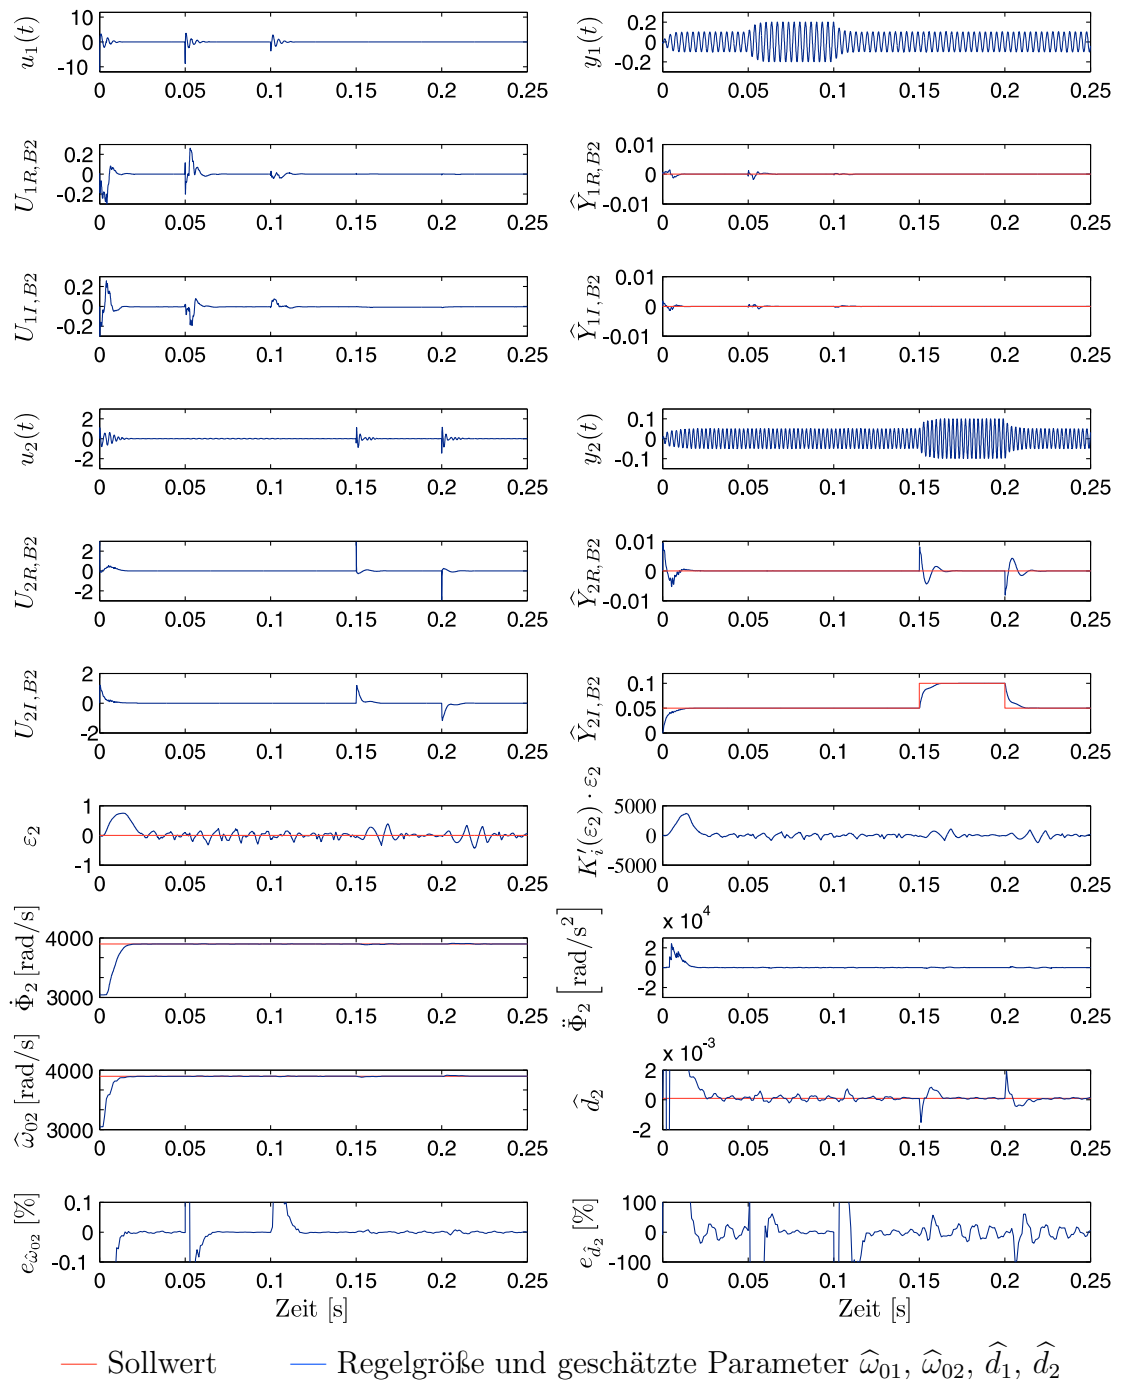 u₁(t)
10
0
-10
0 0.05 0.1 0.15 0.2 0.25
y₁(t)
0.2
0
-0.2
0 0.05 0.1 0.15 0.2 0.25
U₁R,B2
0.2
0
-0.2
0 0.05 0.1 0.15 0.2 0.25
Ŷ₁R,B2
0.01
0
-0.01
0 0.05 0.1 0.15 0.2 0.25
U₁I,B2
0.2
0
-0.2
0 0.05 0.1 0.15 0.2 0.25
Ŷ₁I,B2
0.01
0
-0.01
0 0.05 0.1 0.15 0.2 0.25
u₂(t)
2
0
-2
0 0.05 0.1 0.15 0.2 0.25
y₂(t)
0.1
0
-0.1
0 0.05 0.1 0.15 0.2 0.25
U₂R,B2
2
0
-2
0 0.05 0.1 0.15 0.2 0.25
Ŷ₂R,B2
0.01
0
-0.01
0 0.05 0.1 0.15 0.2 0.25
U₂I,B2
2
0
-2
0 0.05 0.1 0.15 0.2 0.25
Ŷ₂I,B2
0.1
0.05
0
0 0.05 0.1 0.15 0.2 0.25
ε₂
1
0
-1
0 0.05 0.1 0.15 0.2 0.25
K′ᵢ(ε₂) · ε₂
5000
0
-5000
0 0.05 0.1 0.15 0.2 0.25
Φ̇₂ [rad/s]
4000
3000
0 0.05 0.1 0.15 0.2 0.25
Φ̈₂ [rad/s²]
x 10⁴
2
0
-2
0 0.05 0.1 0.15 0.2 0.25
ω̂₀₂ [rad/s]
4000
3000
0 0.05 0.1 0.15 0.2 0.25
d̂₂
x 10⁻³
2
0
-2
0 0.05 0.1 0.15 0.2 0.25
e_ω̂₀₂ [%]
0.1
0
-0.1
0 0.05 0.1 0.15 0.2 0.25
Zeit [s]
e_d̂₂ [%]
100
0
-100
0 0.05 0.1 0.15 0.2 0.25
Zeit [s]
Sollwert
Regelgröße und geschätzte Parameter ω̂₀₁, ω̂₀₂, d̂₁, d̂₂